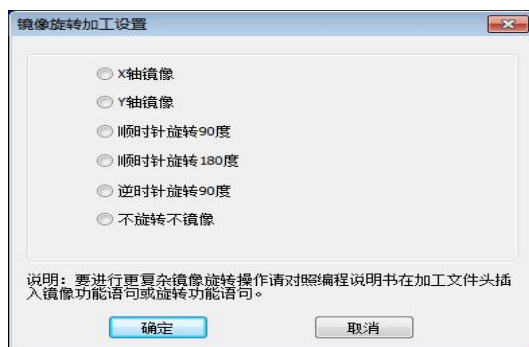 镜像旋转加工设置
X轴镜像
Y轴镜像
顺时针旋转90度
顺时针旋转180度
逆时针旋转90度
不旋转不镜像
说明：要进行更复杂镜像旋转操作请对照编程说明书在加工文件头插
入镜像功能语句或旋转功能语句。
确定
取消